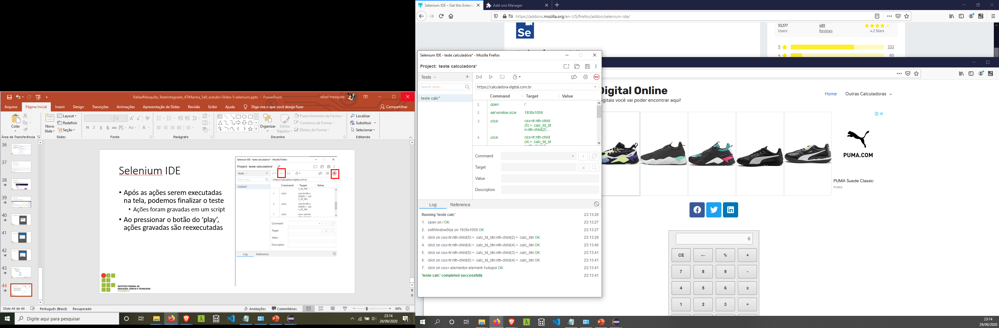 RafaelMesquita_TesteIntegrado_4TIManha_5a9_outubri-Slides-5 selenium.pptx - PowerPoint
rafael mesquita
Arquivo
Página Inicial
Inserir
Design
Transições
Animações
Apresentação de Slides
Revisão
Exibir
Ajuda
Diga-me o que você deseja fazer
Compartilhar
Colar
Novo
Slide
Layout
Redefinir
Seção
18
N I S S abc AV Aa A
Organizar
Estilos
Rápidos
Preenchimento da Forma
Contorno da Forma
Efeitos de Forma
Localizar
Substituir
Selecionar
Área de Transferência
Slides
Fonte
Parágrafo
Desenho
Editando
36
37
38
39
40
41
42
43
44
Selenium IDE
• Após as ações serem executadas
na tela, podemos finalizar o teste
• Ações foram gravadas em um script
• Ao pressionar o botão do ‘play’,
ações gravadas são reexecutadas
INSTITUTO FEDERAL DE
EDUCAÇÃO, CIÊNCIA E TECNOLOGIA
PERNAMBUCO
Selenium IDE - teste calculadora* - Mozilla Firefox
Project: teste calculadora*
Tests
Search tests...
https://calculadora-digital.com.br
Untitled*
Command Target Value
c_td_btn:...
5 click css=tr:nth-c
hild(5) > .cal
c_td_btn:...
6 click css=tr:nth-c
hild(6) > .cal
c_td_btn:...
7 click css=.eleme
Command
Target
Value
Description
Log Reference
Slide 44 de 44
Português (Brasil)
Recuperado
Anotações
Comentários
66%
Digite aqui para pesquisar
23:14
29/09/2020
1
Selenium IDE – Get this Extensi
Add-ons Manager
https://addons.mozilla.org/en-US/firefox/addon/selenium-ide/
Se
53,577
Users
489
Reviews
4.2 Stars
5 333
4 60
Selenium IDE - teste calculadora* - Mozilla Firefox
Project: teste calculadora*
Tests
REC
Search tests...
https://calculadora-digital.com.br
teste calc*
Command Target Value
1 open /
2 set window size 1936x1056
3 click css=tr:nth-child
(5) > .calc_td_bt
n:nth-child(2) ...
4 click css=tr:nth-child
(4) > .calc_td_bt
Command
//
Target
Value
Description
Log Reference
Running 'teste calc' 23:13:26
1. open on / OK 23:13:27
2. setWindowSize on 1936x1056 OK 23:13:27
3. click on css=tr:nth-child(5) > .calc_td_btn:nth-child(2) > .calc_btn OK 23:13:29
4. click on css=tr:nth-child(4) > .calc_td_btn:nth-child(4) > .calc_btn OK 23:13:40
5. click on css=tr:nth-child(5) > .calc_td_btn:nth-child(3) > .calc_btn OK 23:13:41
6. click on css=tr:nth-child(6) > .calc_td_btn:nth-child(4) > .calc_btn OK 23:13:41
7. click on css=.elementor-element-1u4upoi OK 23:13:41
'teste calc' completed successfully 23:13:41
Digital Online
igitais você vai poder encontrar aqui!
Home
Outras Calculadoras
PUMA.COM
PUMA Suede Classic
PUMA
6
CE ← % +
7 8 9 -
4 5 6 x
1 2 3 ÷
23:14
29/09/2020